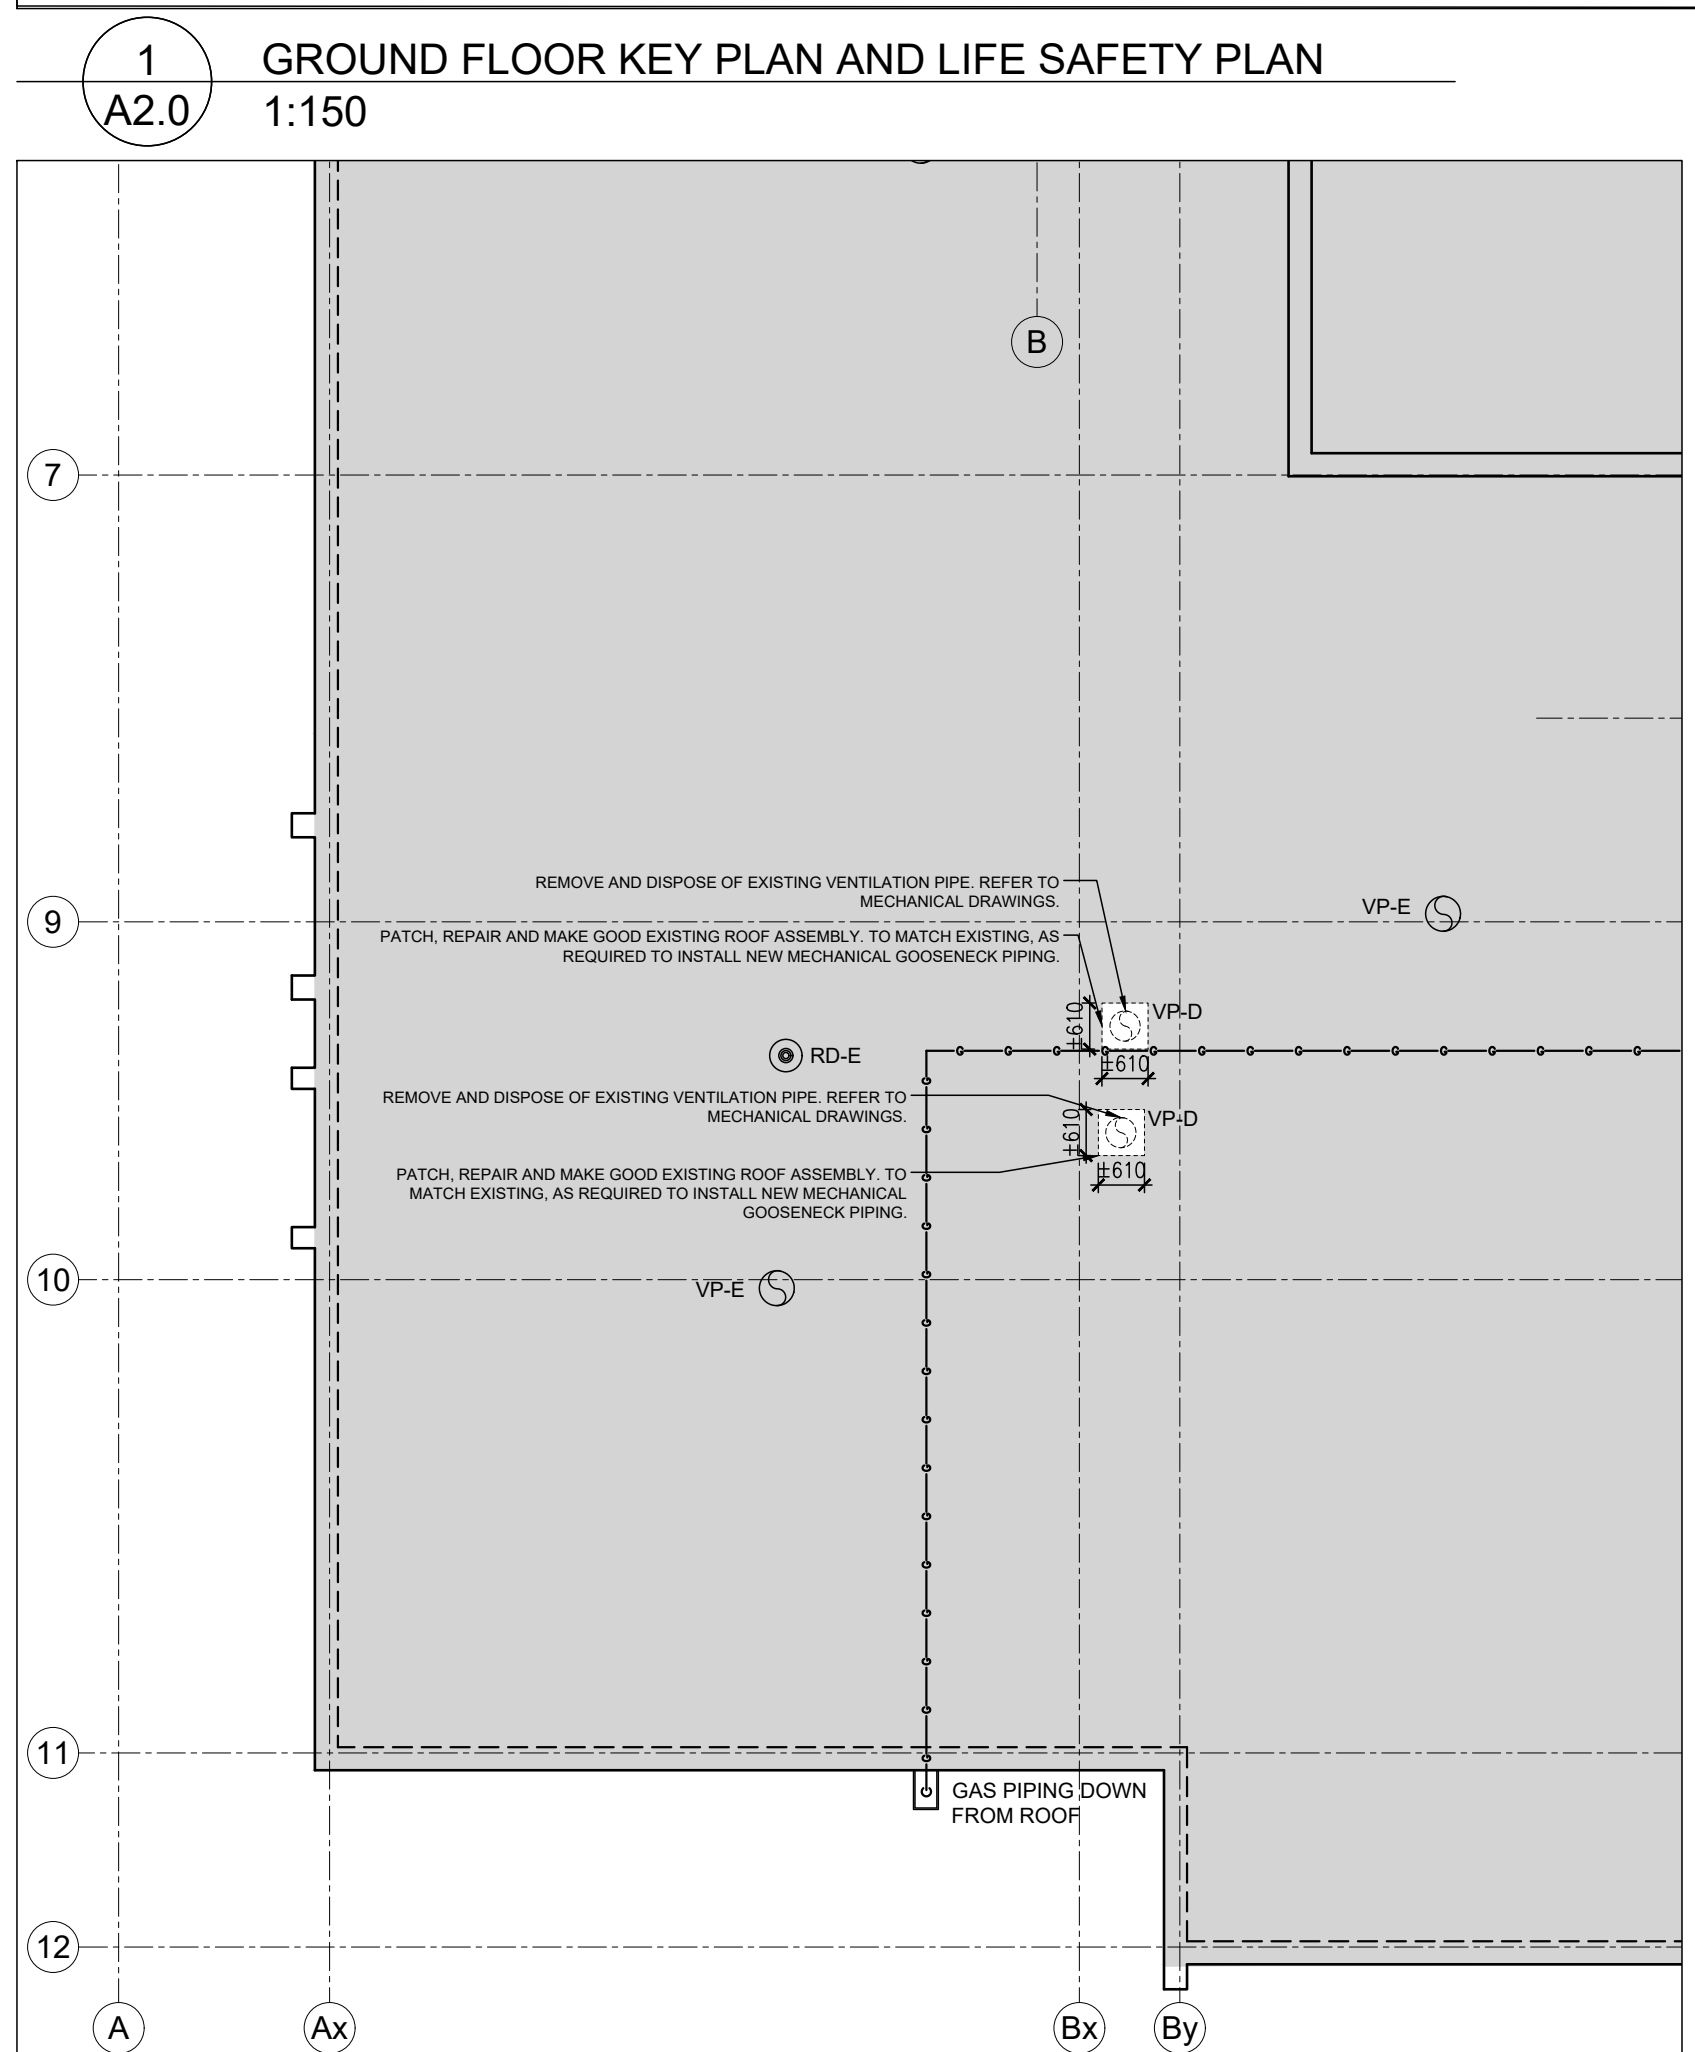 1
GROUND FLOOR KEY PLAN AND LIFE SAFETY PLAN
A2.0
1:150
B
7
REMOVE AND DISPOSE OF EXISTING VENTILATION PIPE. REFER TO
MECHANICAL DRAWINGS.
VP-E
9
PATCH, REPAIR AND MAKE GOOD EXISTING ROOF ASSEMBLY. TO MATCH EXISTING, AS
REQUIRED TO INSTALL NEW MECHANICAL GOOSENECK PIPING.
±610
VP-D
RD-E
G G G G G G G G G G G G G G G
±610
G
REMOVE AND DISPOSE OF EXISTING VENTILATION PIPE. REFER TO
MECHANICAL DRAWINGS.
G
±610
VP-D
PATCH, REPAIR AND MAKE GOOD EXISTING ROOF ASSEMBLY. TO
MATCH EXISTING, AS REQUIRED TO INSTALL NEW MECHANICAL
GOOSENECK PIPING.
G
±610
G
10
G
VP-E
G
G
G
G
G
G
G
G
G
11
G
GAS PIPING DOWN
FROM ROOF
12
A
Ax
Bx
By